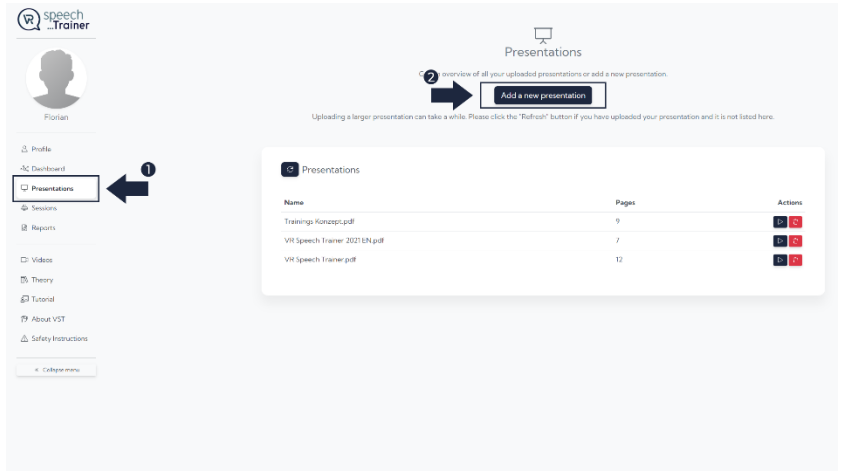 VR speech
...Trainer
Florian
Profile
Dashboard
1
Presentations
Sessions
Reports
Videos
Theory
Tutorial
About VST
Safety Instructions
« Collapse menu
Presentations
overview of all your uploaded presentations or add a new presentation.
2
Add a new presentation
Uploading a larger presentation can take a while. Please click the "Refresh" button if you have uploaded your presentation and it is not listed here.
Presentations
Name Pages Actions
Trainings Konzept.pdf 9
VR Speech Trainer 2021 EN.pdf 7
VR Speech Trainer.pdf 12